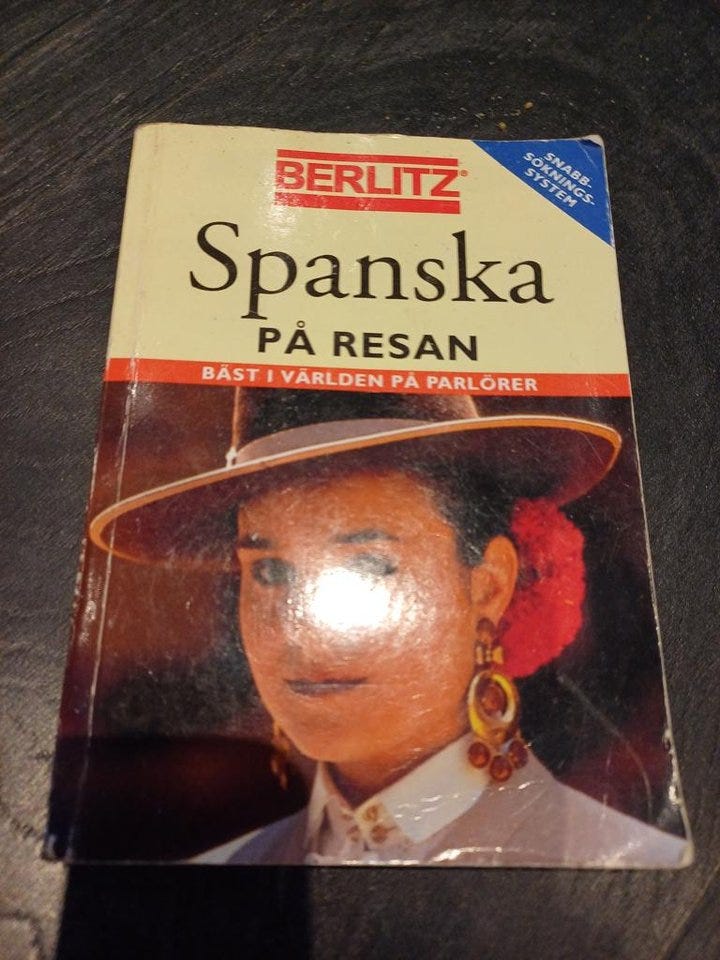 BERLITZ®
SNABB-
SÖKNINGS-
SYSTEM
Spanska
PÅ RESAN
BÄST I VÄRLDEN PÅ PARLÖRER